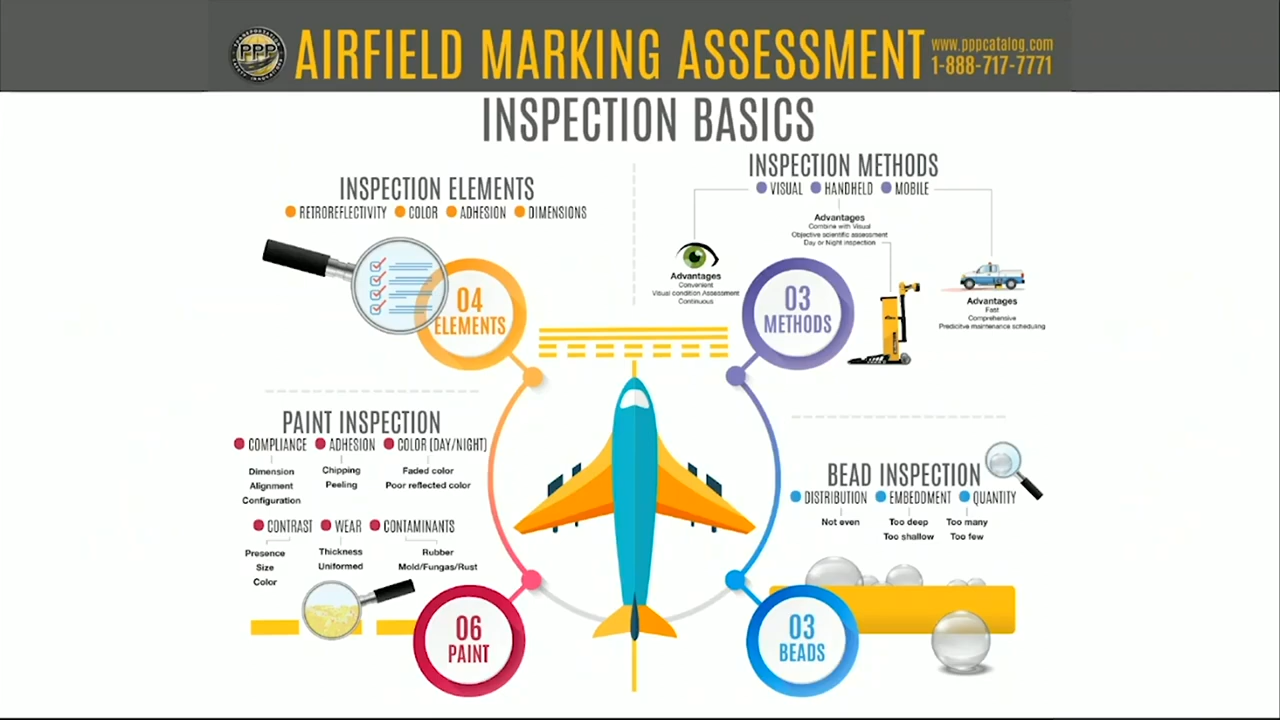 PPP
AIRFIELD MARKING ASSESSMENT
www.pppcatalog.com
1-888-717-7771
INSPECTION BASICS
INSPECTION ELEMENTS
RETROREFLECTIVITY COLOR ADHESION DIMENSIONS
04
ELEMENTS
INSPECTION METHODS
VISUAL HANDHELD MOBILE
Advantages
Convenient
Visual condition Assessment
Continuous
Advantages
Combine with Visual
Objective scientific assessment
Day or Night inspection
Advantages
Fast
Comprehensive
Predicitve maintenance scheduling
03
METHODS
PAINT INSPECTION
COMPLIANCE ADHESION COLOR (DAY/NIGHT)
Dimension
Alignment
Configuration
Chipping
Peeling
Faded color
Poor reflected color
CONTRAST WEAR CONTAMINANTS
Presence
Size
Color
Thickness
Uniformed
Rubber
Mold/Fungas/Rust
06
PAINT
BEAD INSPECTION
DISTRIBUTION EMBEDDMENT QUANTITY
Not even
Too deep
Too shallow
Too many
Too few
03
BEADS